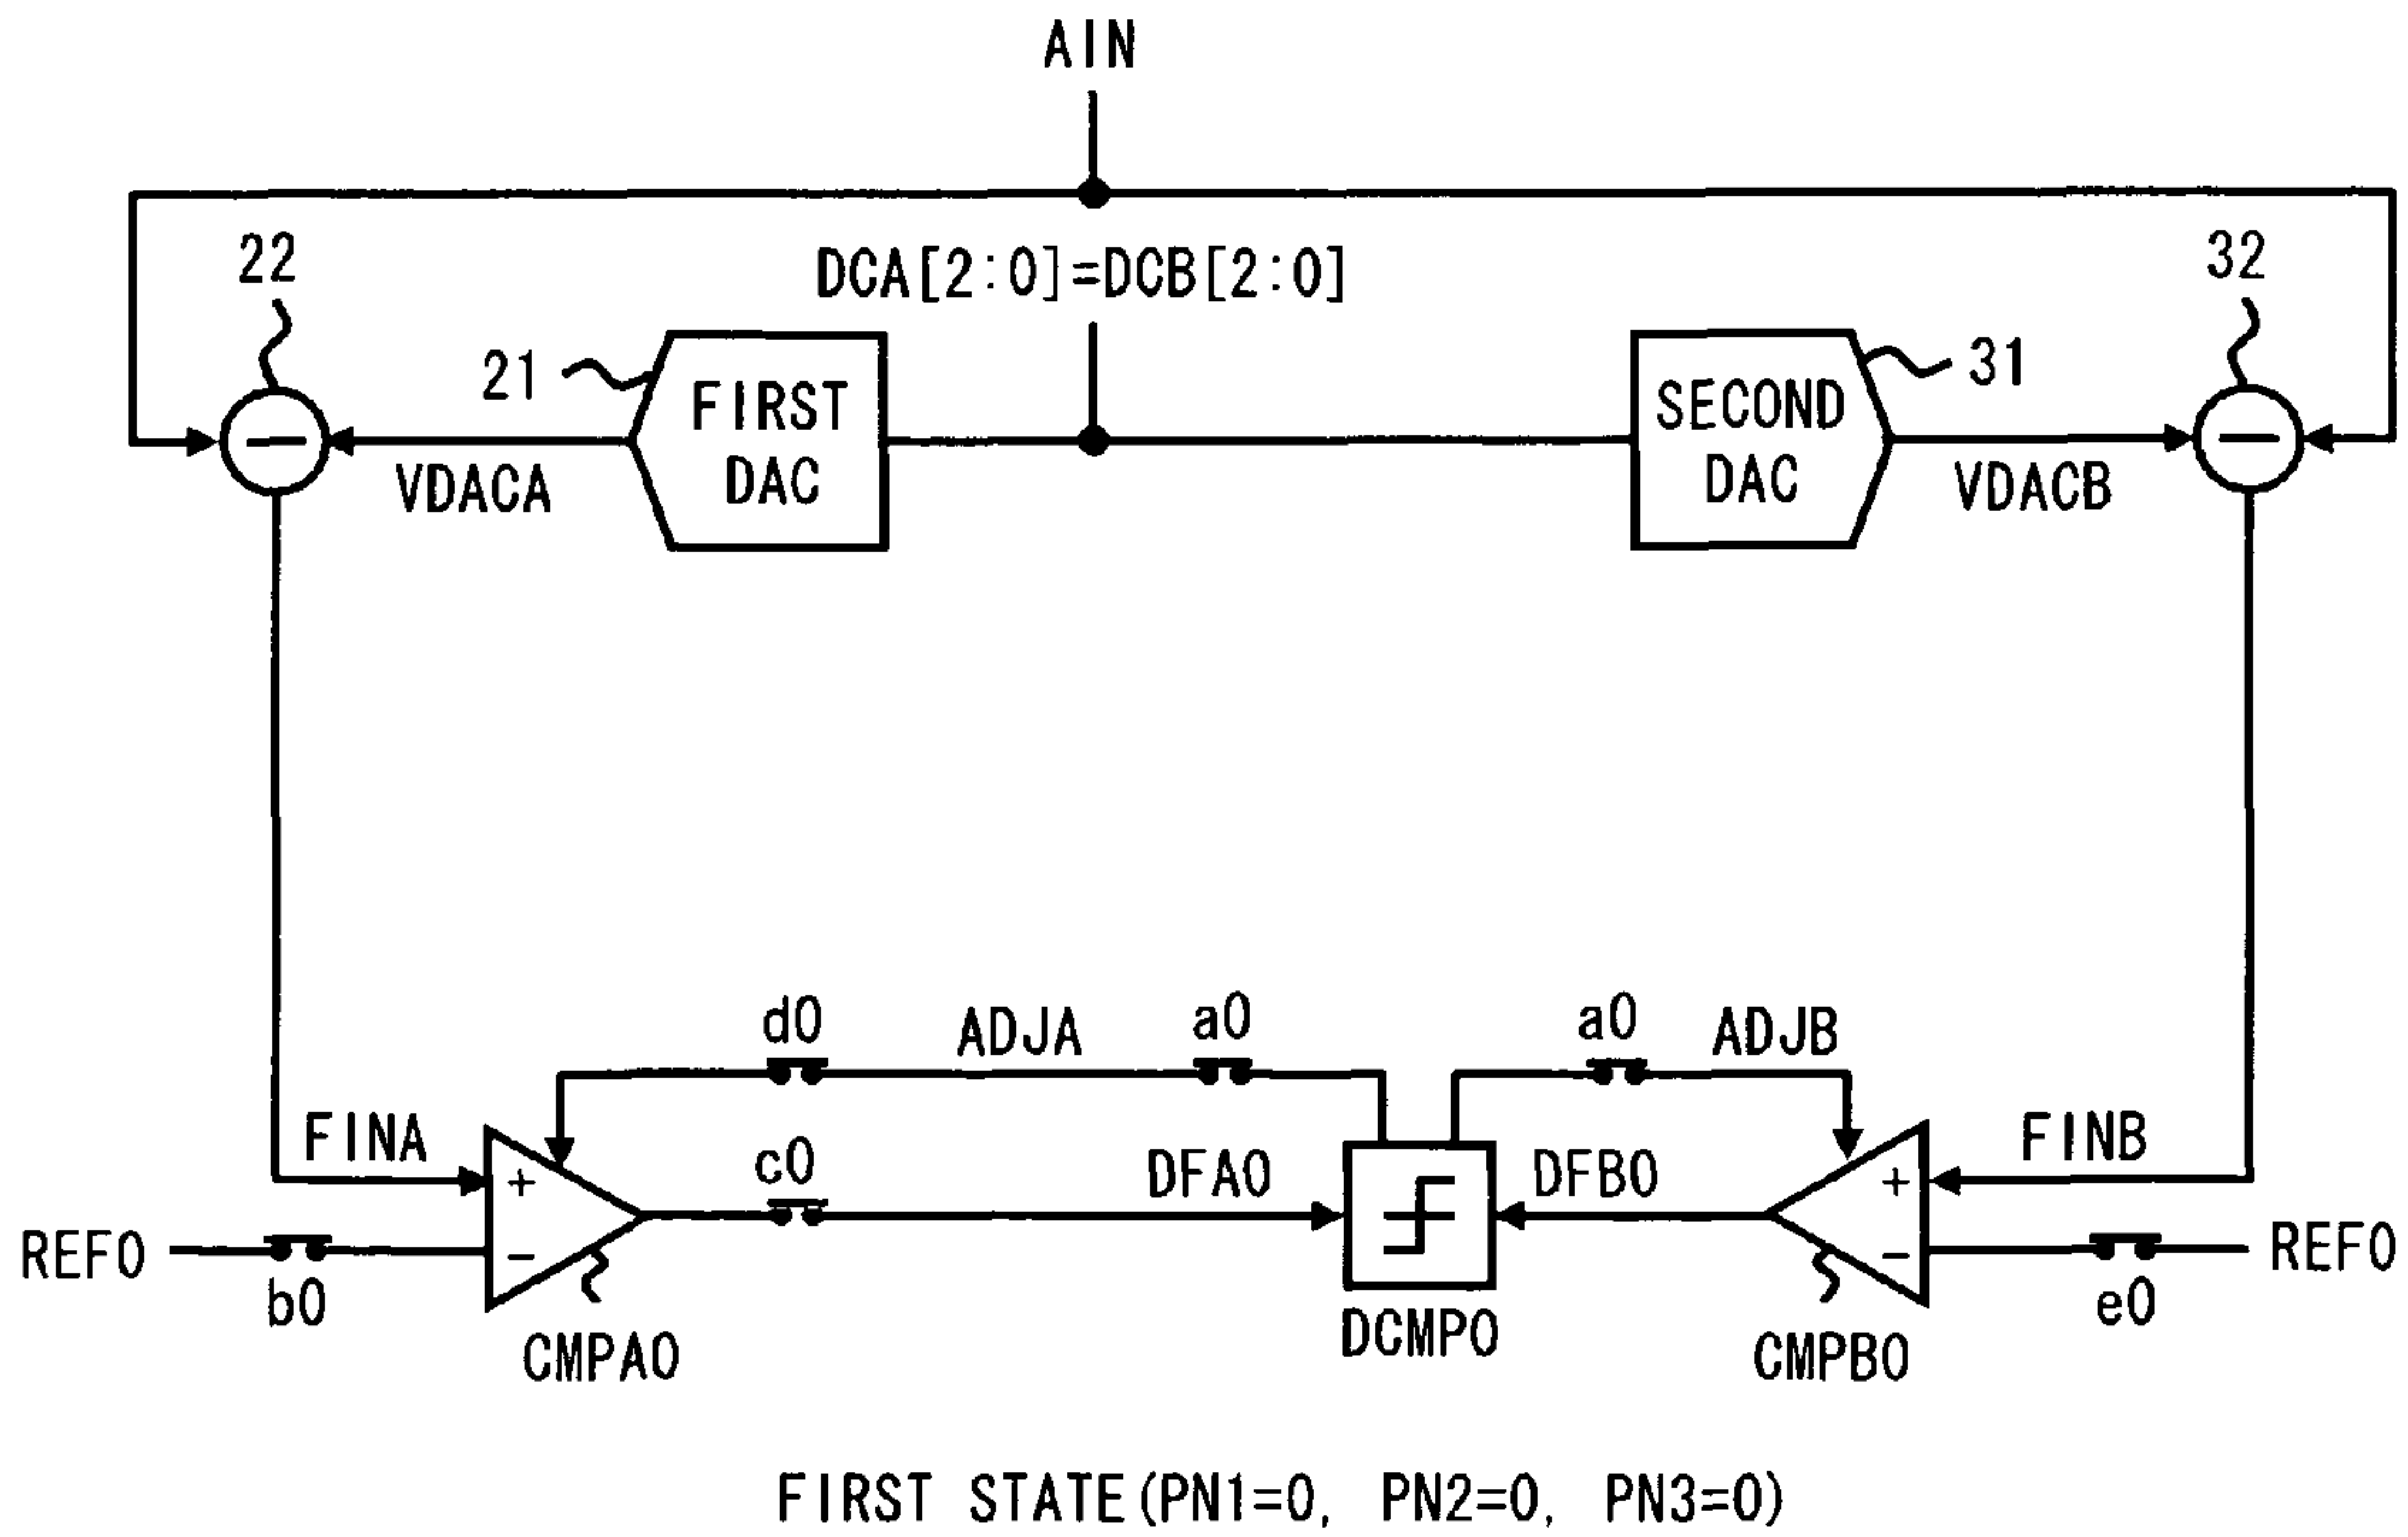 AIN
DCA[2:0]=DCB[2:0]
22
32
21
31
FIRST
DAC
SECOND
DAC
VDACA
VDACB
d0
ADJA
a0
a0
ADJB
FINA
+
c0
DFA0
DFB0
+
FINB
REF0
−
b0
−
REF0
e0
CMPA0
DCMP0
CMPB0
FIRST STATE(PN1=0, PN2=0, PN3=0)